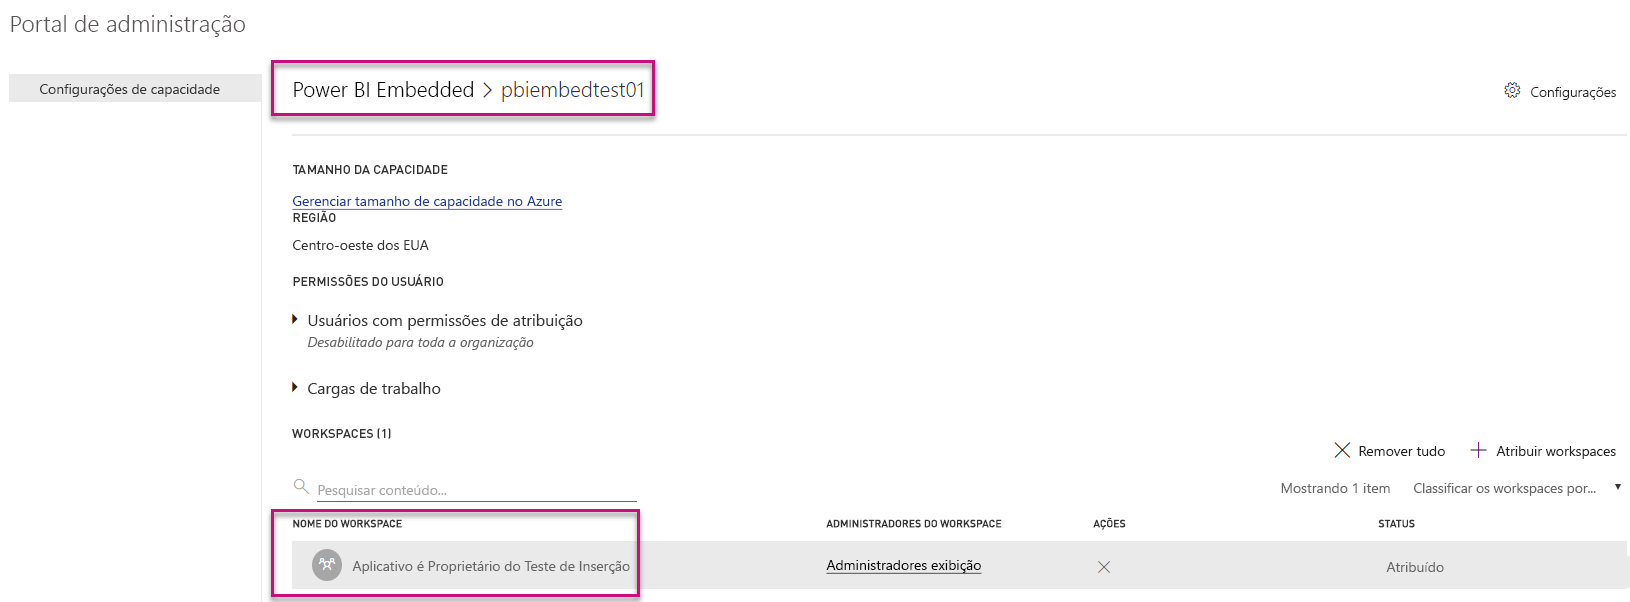 Portal de administração
Configurações de capacidade
Power BI Embedded > pbiembedtest01
Configurações
TAMANHO DA CAPACIDADE
Gerenciar tamanho de capacidade no Azure
REGIÃO
Centro-oeste dos EUA
PERMISSÕES DO USUÁRIO
Usuários com permissões de atribuição
Desabilitado para toda a organização
Cargas de trabalho
WORKSPACES (1)
Remover tudo
Atribuir workspaces
Pesquisar conteúdo...
Mostrando 1 item
Classificar os workspaces por...
NOME DO WORKSPACE
ADMINISTRADORES DO WORKSPACE
AÇÕES
STATUS
Aplicativo é Proprietário do Teste de Inserção
Administradores exibição
Atribuído